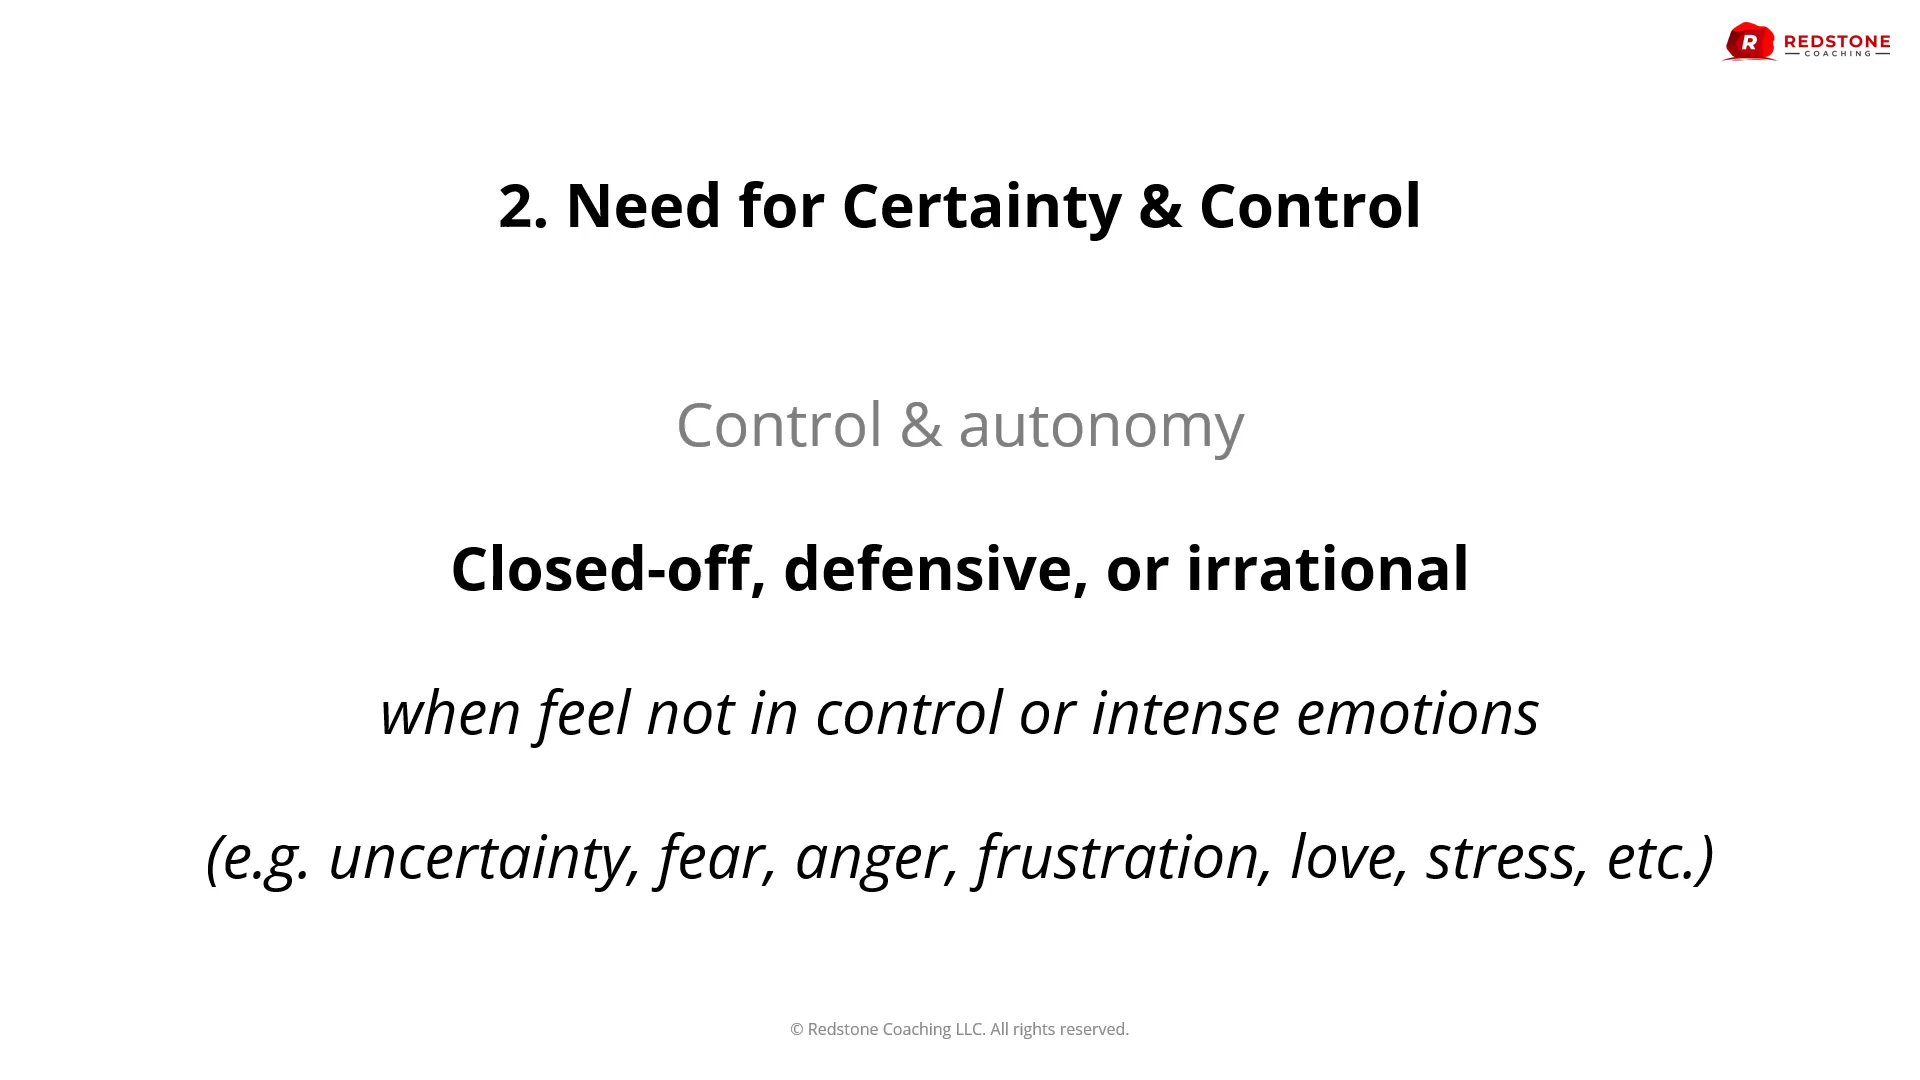 R REDSTONE
COACHING
2. Need for Certainty & Control
Control & autonomy
Closed-off, defensive, or irrational
when feel not in control or intense emotions
(e.g. uncertainty, fear, anger, frustration, love, stress, etc.)
© Redstone Coaching LLC. All rights reserved.